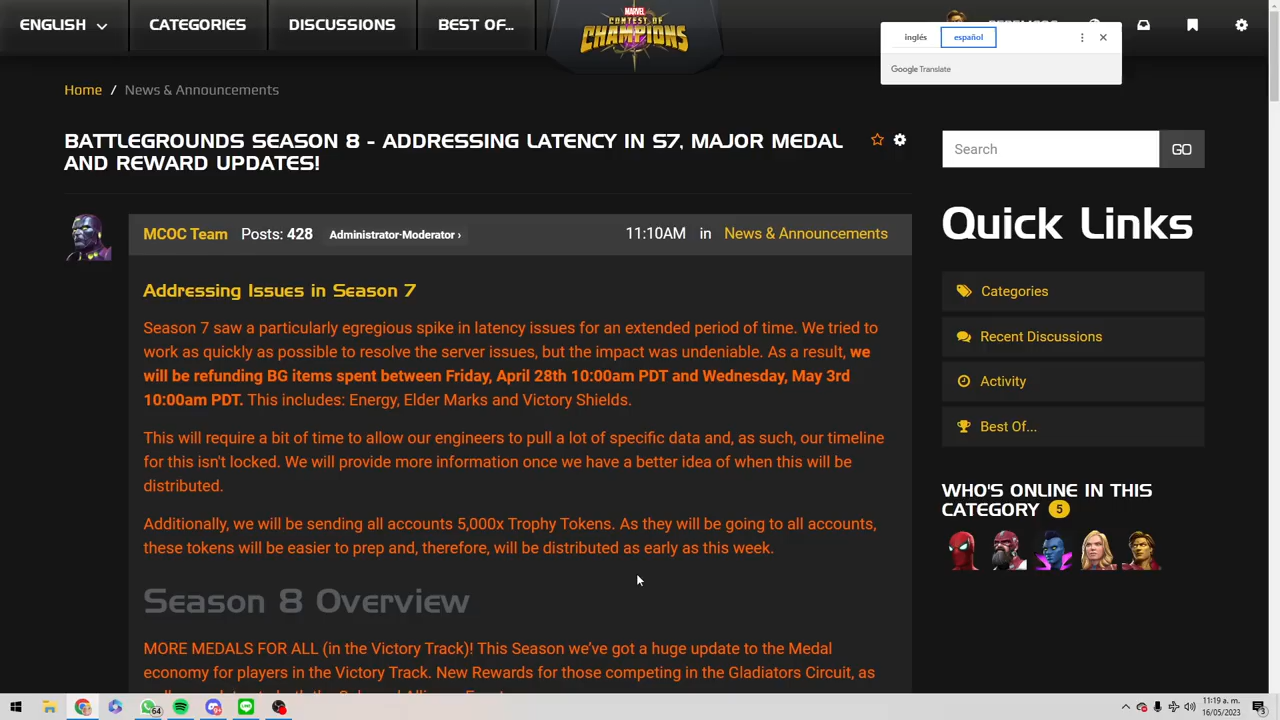 ENGLISH
CATEGORIES
DISCUSSIONS
BEST OF...
MARVEL
CONTEST OF
CHAMPIONS
inglés
español
Google Translate
Home / News & Announcements
BATTLEGROUNDS SEASON 8 - ADDRESSING LATENCY IN S7, MAJOR MEDAL
AND REWARD UPDATES!
Search
GO
MCOC Team Posts: 428 Administrator·Moderator ›
11:10AM in News & Announcements
Addressing Issues in Season 7
Season 7 saw a particularly egregious spike in latency issues for an extended period of time. We tried to
work as quickly as possible to resolve the server issues, but the impact was undeniable. As a result, we
will be refunding BG items spent between Friday, April 28th 10:00am PDT and Wednesday, May 3rd
10:00am PDT. This includes: Energy, Elder Marks and Victory Shields.
This will require a bit of time to allow our engineers to pull a lot of specific data and, as such, our timeline
for this isn't locked. We will provide more information once we have a better idea of when this will be
distributed.
Additionally, we will be sending all accounts 5,000x Trophy Tokens. As they will be going to all accounts,
these tokens will be easier to prep and, therefore, will be distributed as early as this week.
Season 8 Overview
MORE MEDALS FOR ALL (in the Victory Track)! This Season we've got a huge update to the Medal
economy for players in the Victory Track. New Rewards for those competing in the Gladiators Circuit, as
Quick Links
Categories
Recent Discussions
Activity
Best Of...
WHO'S ONLINE IN THIS
CATEGORY 5
64
11:19 a. m.
16/05/2023
3